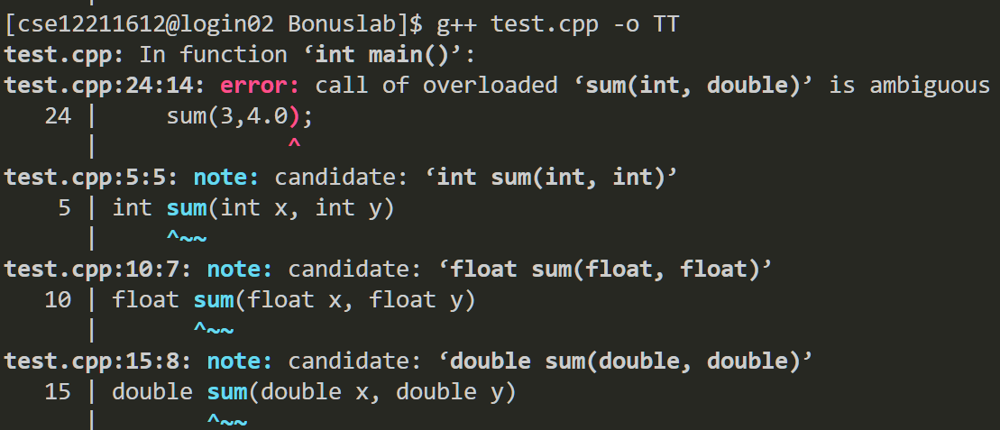 [cse12211612@login02 Bonuslab]$ g++ test.cpp -o TT
test.cpp: In function ‘int main()’:
test.cpp:24:14: error: call of overloaded ‘sum(int, double)’ is ambiguous
   24 |     sum(3,4.0);
      |              ^
test.cpp:5:5: note: candidate: ‘int sum(int, int)’
    5 | int sum(int x, int y)
      |     ^~~
test.cpp:10:7: note: candidate: ‘float sum(float, float)’
   10 | float sum(float x, float y)
      |       ^~~
test.cpp:15:8: note: candidate: ‘double sum(double, double)’
   15 | double sum(double x, double y)
      |        ^~~